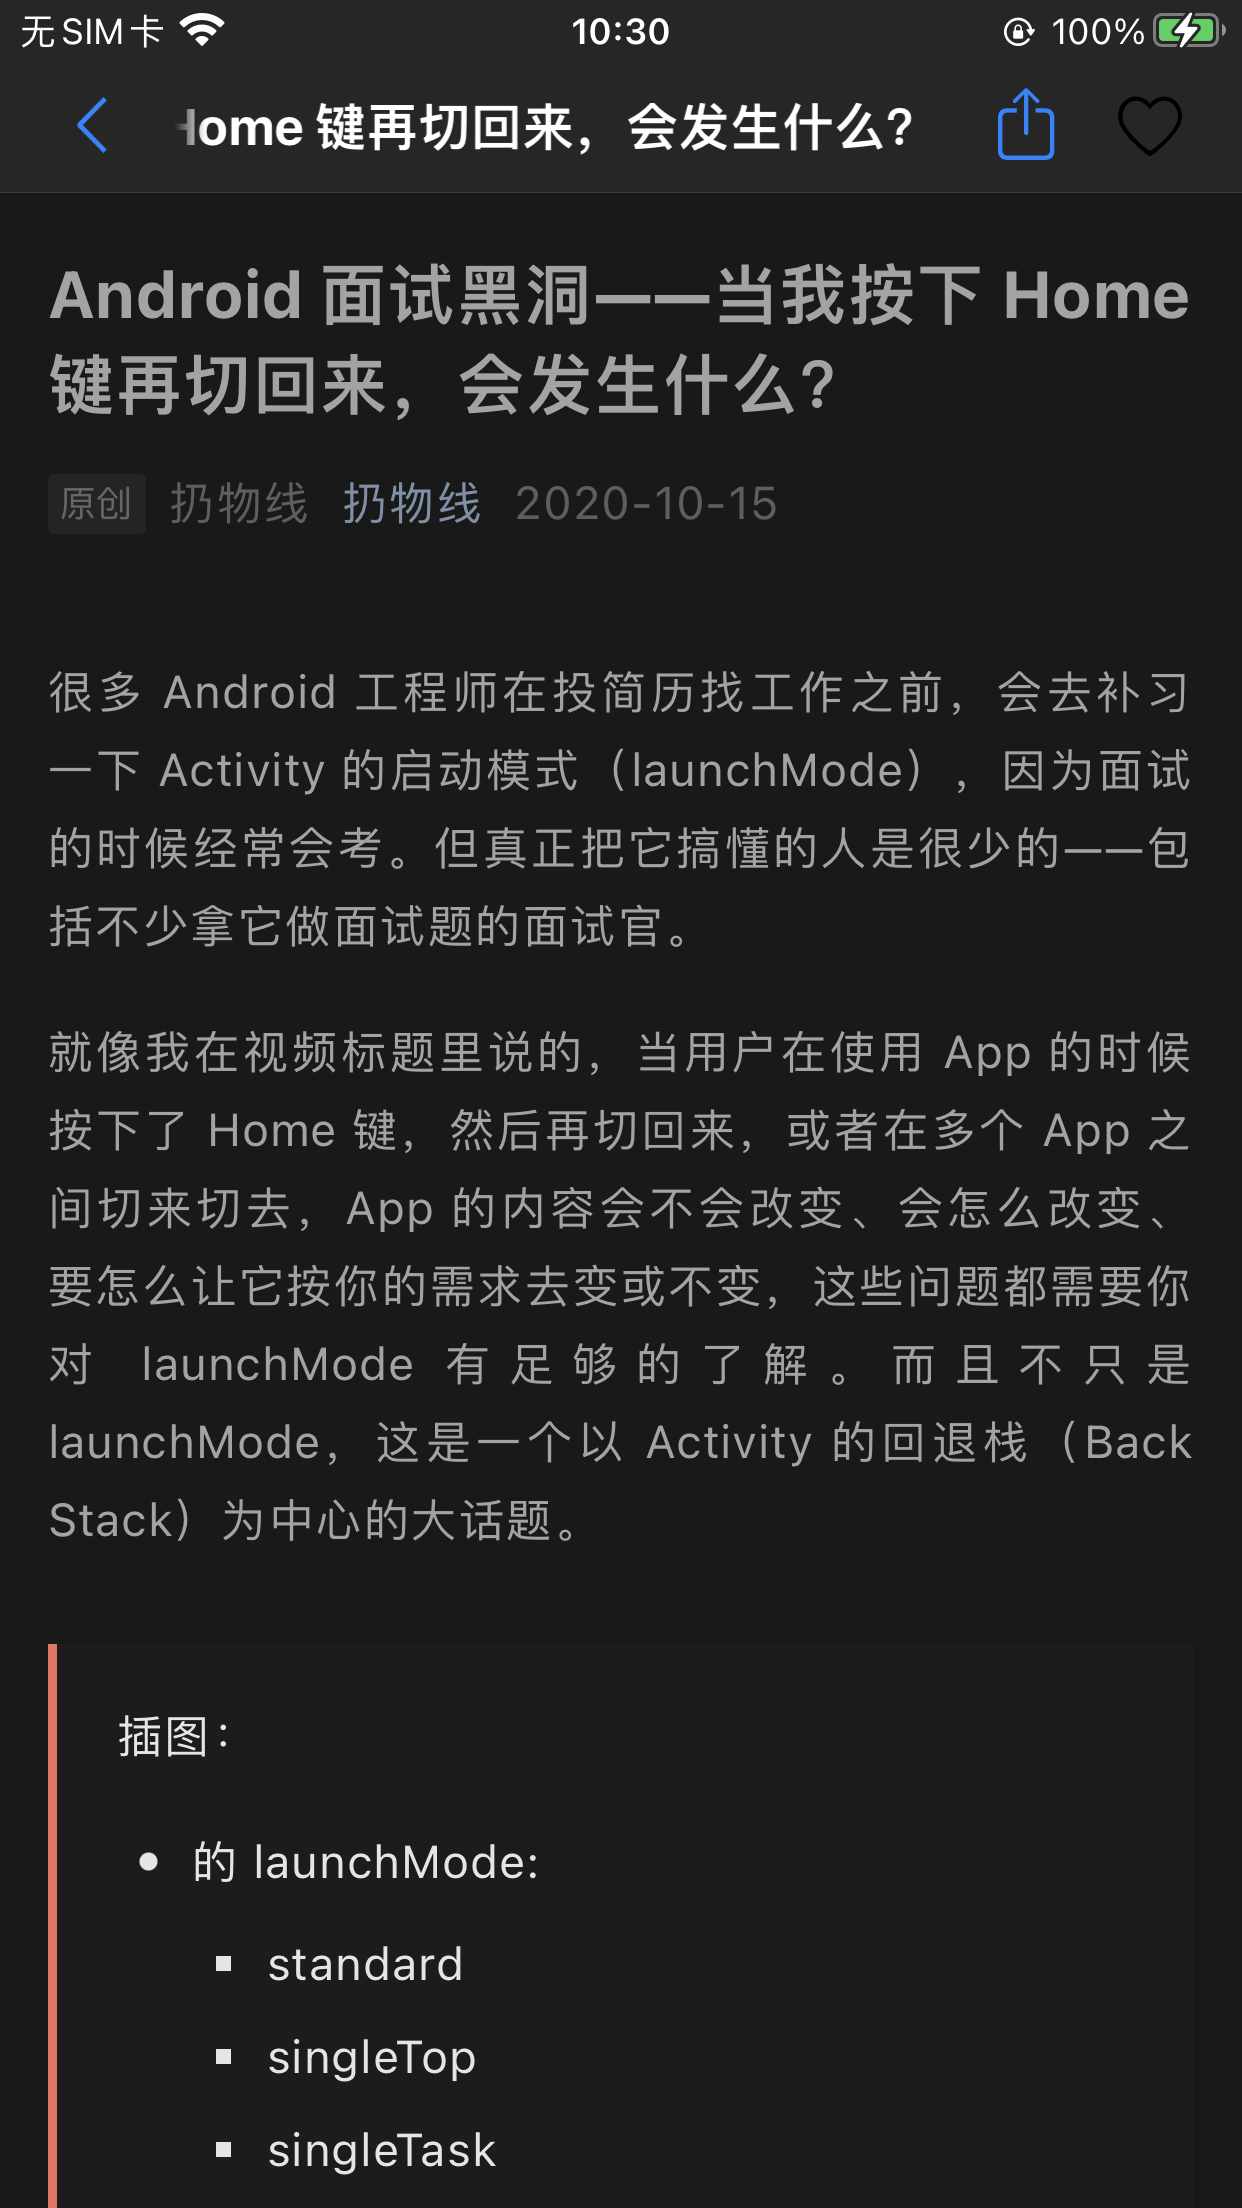 无 SIM 卡
10:30
100%
Home 键再切回来，会发生什么？
Android 面试黑洞——当我按下 Home
键再切回来，会发生什么？
原创 扔物线 扔物线 2020-10-15
很多 Android 工程师在投简历找工作之前，会去补习
一下 Activity 的启动模式（launchMode），因为面试
的时候经常会考。但真正把它搞懂的人是很少的——包
括不少拿它做面试题的面试官。
就像我在视频标题里说的，当用户在使用 App 的时候
按下了 Home 键，然后再切回来，或者在多个 App 之
间切来切去，App 的内容会不会改变、会怎么改变、
要怎么让它按你的需求去变或不变，这些问题都需要你
对 launchMode 有足够的了解。而且不只是
launchMode，这是一个以 Activity 的回退栈（Back
Stack）为中心的大话题。
插图：
的 launchMode:
standard
singleTop
singleTask